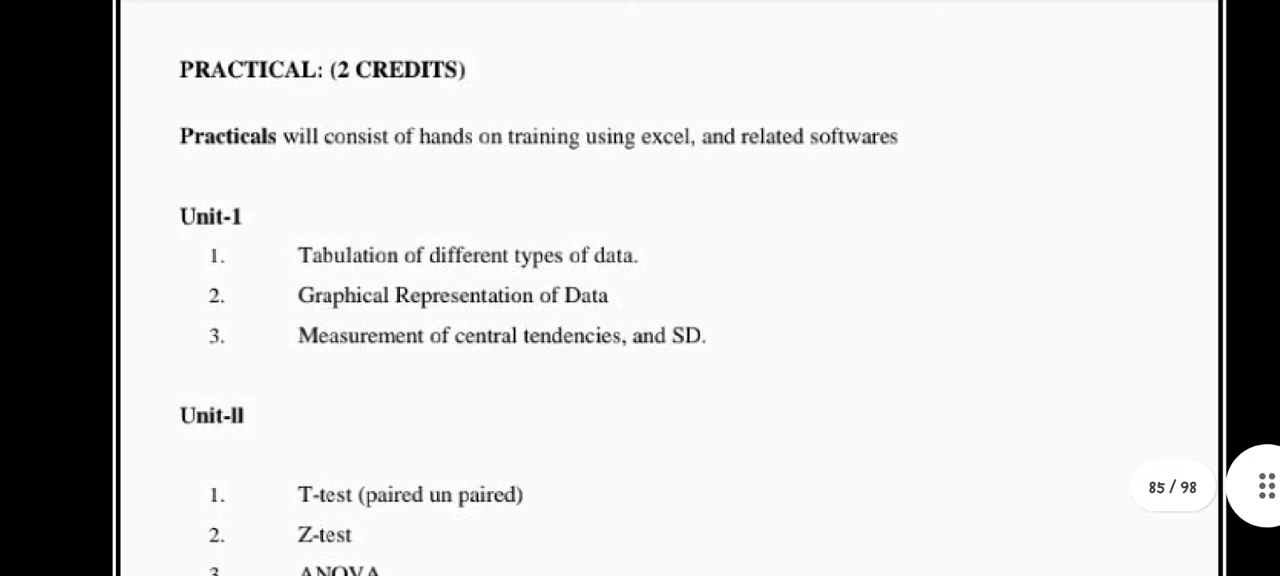 PRACTICAL: (2 CREDITS)
Practicals will consist of hands on training using excel, and related softwares
Unit-1
1. Tabulation of different types of data.
2. Graphical Representation of Data
3. Measurement of central tendencies, and SD.
Unit-II
1. T-test (paired un paired)
2. Z-test
3. ANOVA
85 / 98